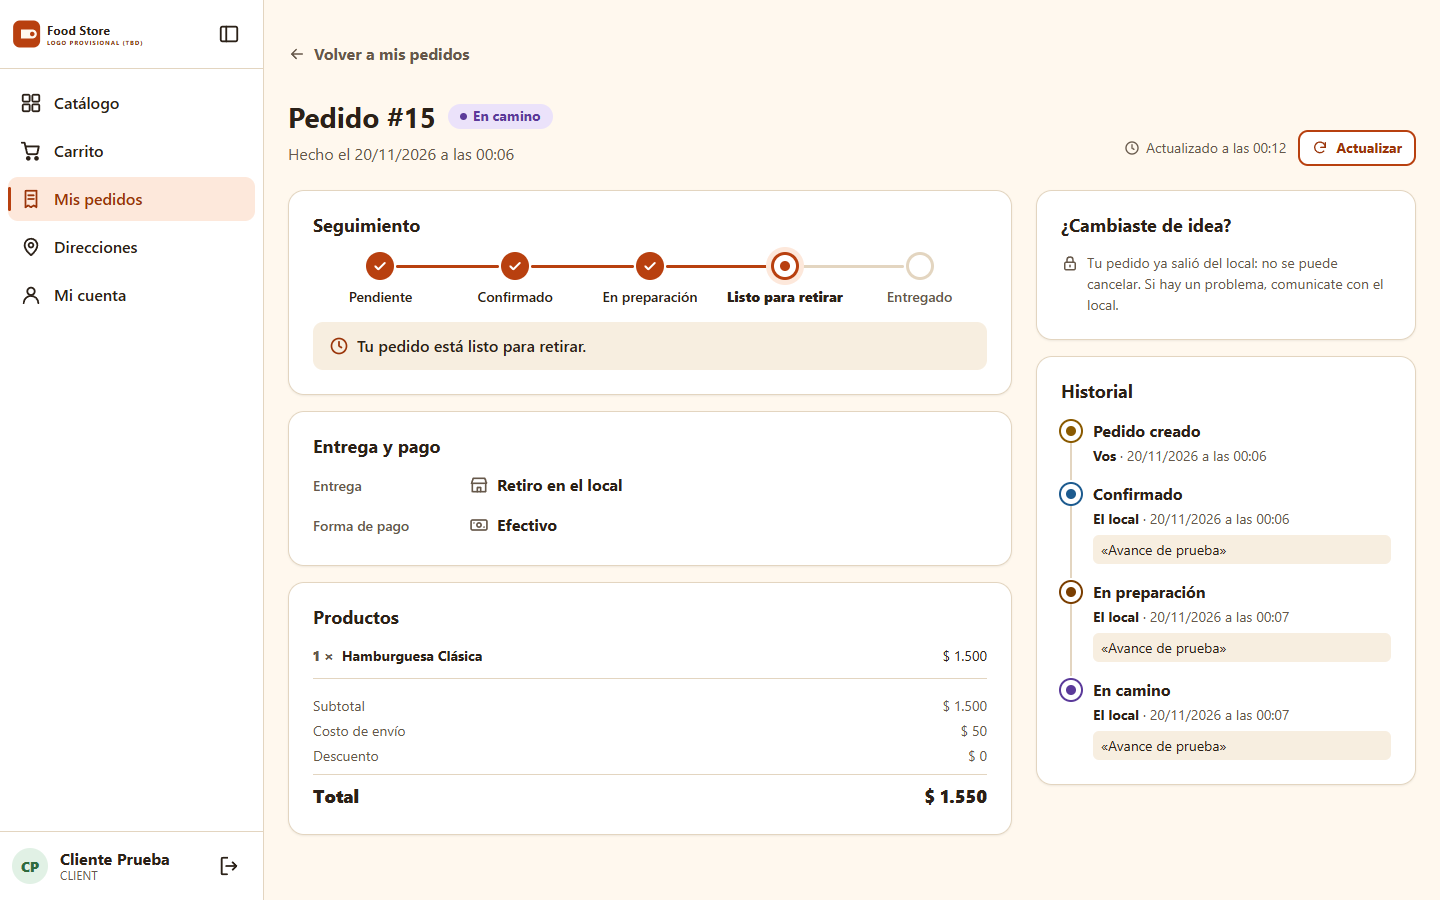 Food Store
LOGO PROVISIONAL (TBD)
Catálogo
Carrito
Mis pedidos
Direcciones
Mi cuenta
CP
Cliente Prueba
CLIENT
Volver a mis pedidos
Pedido #15
En camino
Hecho el 20/11/2026 a las 00:06
Actualizado a las 00:12
Actualizar
Seguimiento
Pendiente
Confirmado
En preparación
Listo para retirar
Entregado
Tu pedido está listo para retirar.
Entrega y pago
Entrega
Retiro en el local
Forma de pago
Efectivo
Productos
1 × Hamburguesa Clásica
$ 1.500
Subtotal
$ 1.500
Costo de envío
$ 50
Descuento
$ 0
Total
$ 1.550
¿Cambiaste de idea?
Tu pedido ya salió del local: no se puede
cancelar. Si hay un problema, comunicate con el
local.
Historial
Pedido creado
Vos · 20/11/2026 a las 00:06
Confirmado
El local · 20/11/2026 a las 00:06
«Avance de prueba»
En preparación
El local · 20/11/2026 a las 00:07
«Avance de prueba»
En camino
El local · 20/11/2026 a las 00:07
«Avance de prueba»